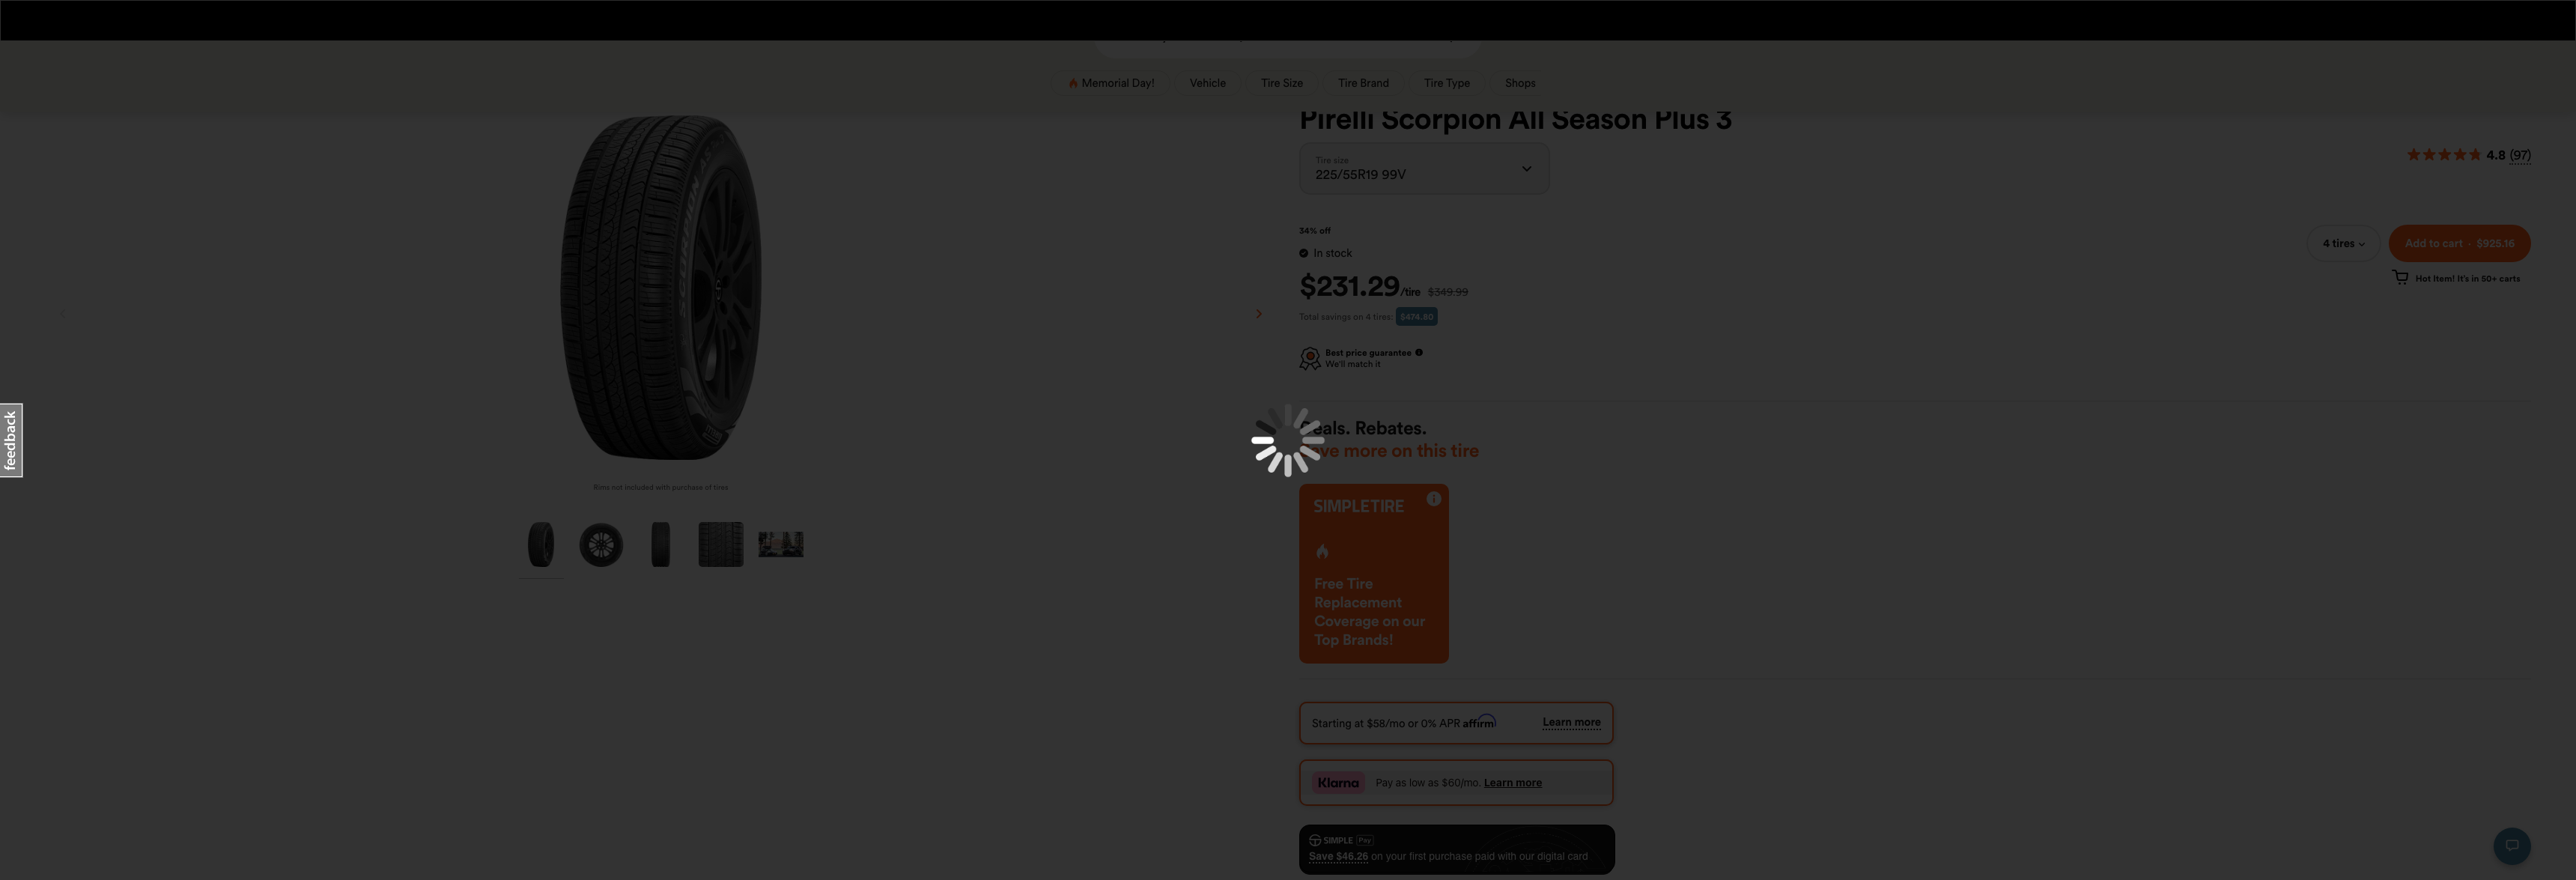 Memorial Day!
Vehicle
Tire Size
Tire Brand
Tire Type
Shops
Pirelli Scorpion All Season Plus 3
Tire size
225/55R19 99V
4.8 (97)
34% off
In stock
4 tires
Add to cart · $925.16
Hot Item! It's in 50+ carts
$231.29/tire $349.99
Total savings on 4 tires: $474.80
Best price guarantee
We'll match it
feedback
SCORPION
Deals. Rebates.
Save more on this tire
Rims not included with purchase of tires
SIMPLETIRE
Free Tire
Replacement
Coverage on our
Top Brands!
Starting at $58/mo or 0% APR affirm
Learn more
Klarna
Pay as low as $60/mo. Learn more
SIMPLE Pay
Save $46.26 on your first purchase paid with our digital card